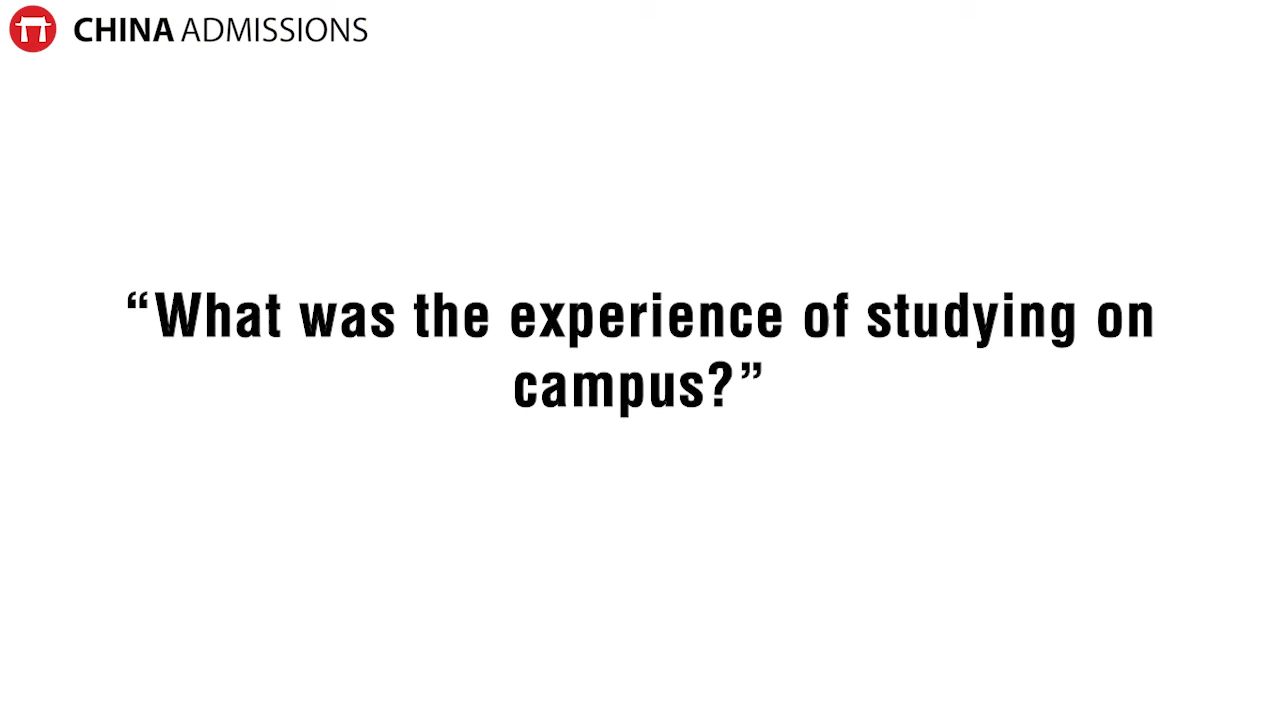 CHINA ADMISSIONS
“What was the experience of studying on
campus?”